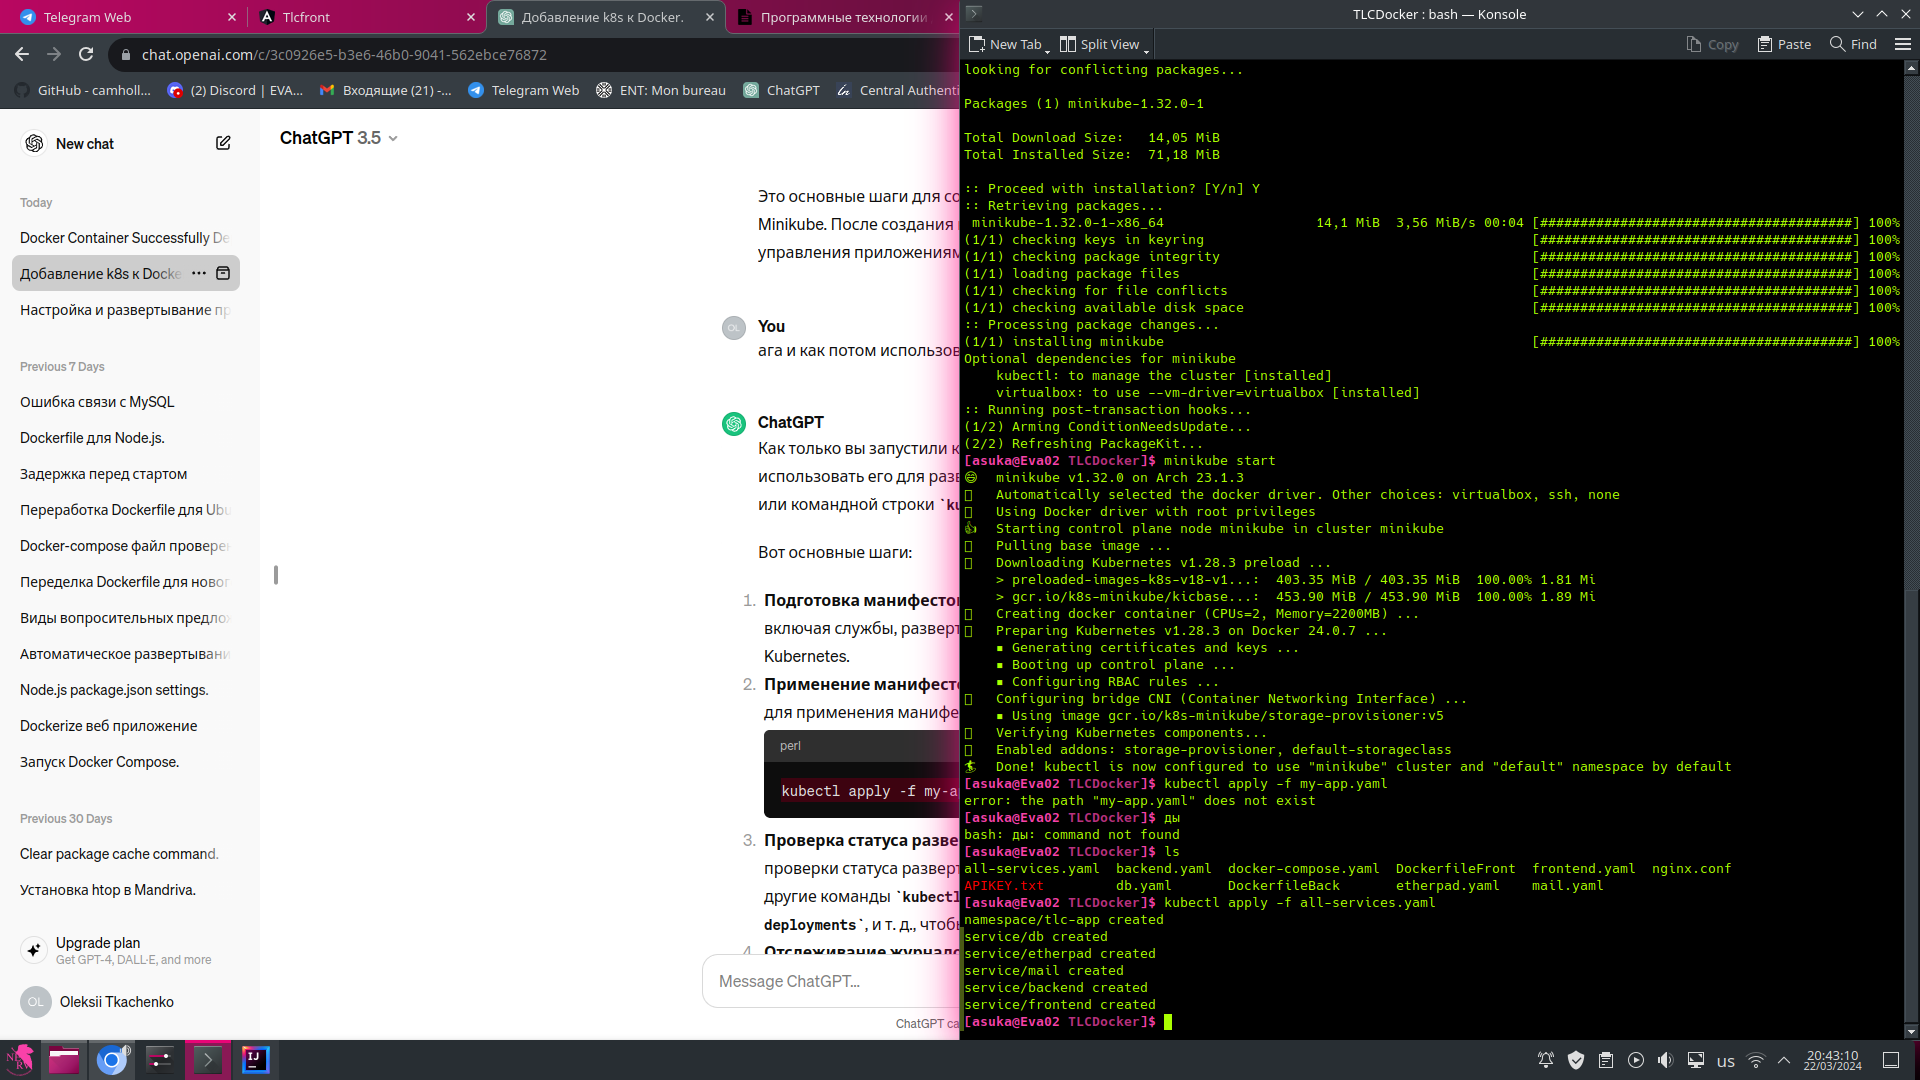 Telegram Web
Tlcfront
Добавление k8s к Docker.
Программные технологии
chat.openai.com/c/3c0926e5-b3e6-46b0-9041-562ebce76872
GitHub - camholl...
(2) Discord | EVA...
Входящие (21) -...
Telegram Web
ENT: Mon bureau
ChatGPT
Central Authenti
New chat
Today
Docker Container Successfully De
Добавление k8s к Docke
Настройка и развертывание пр
Previous 7 Days
Ошибка связи с MySQL
Dockerfile для Node.js.
Задержка перед стартом
Переработка Dockerfile для Ubu
Docker-compose файл провере
Переделка Dockerfile для новог
Виды вопросительных предло
Автоматическое развертывани
Node.js package.json settings.
Dockerize веб приложение
Запуск Docker Compose.
Previous 30 Days
Clear package cache command.
Установка htop в Mandriva.
Upgrade plan
Get GPT-4, DALL·E, and more
OL
Oleksii Tkachenko
ChatGPT 3.5
Это основные шаги для со
Minikube. После создания
управления приложениям
OL
You
ага и как потом использов
ChatGPT
Как только вы запустили к
использовать его для раз
или командной строки `ku
Вот основные шаги:
1. Подготовка манифестов
включая службы, разверт
Kubernetes.
2. Применение манифесто
для применения манифе
perl
kubectl apply -f my-a
3. Проверка статуса разве
проверки статуса разверт
другие команды `kubectl
deployments`, и т. д., чтоб
4. Отслеживание журнало
Message ChatGPT...
ChatGPT ca
TLCDocker : bash — Konsole
New Tab
Split View
Copy
Paste
Find
looking for conflicting packages...
Packages (1) minikube-1.32.0-1
Total Download Size:   14,05 MiB
Total Installed Size:  71,18 MiB
:: Proceed with installation? [Y/n] Y
:: Retrieving packages...
minikube-1.32.0-1-x86_64 14,1 MiB  3,56 MiB/s 00:04 [#######################################] 100%
(1/1) checking keys in keyring [#######################################] 100%
(1/1) checking package integrity [#######################################] 100%
(1/1) loading package files [#######################################] 100%
(1/1) checking for file conflicts [#######################################] 100%
(1/1) checking available disk space [#######################################] 100%
:: Processing package changes...
(1/1) installing minikube [#######################################] 100%
Optional dependencies for minikube
kubectl: to manage the cluster [installed]
virtualbox: to use --vm-driver=virtualbox [installed]
:: Running post-transaction hooks...
(1/2) Arming ConditionNeedsUpdate...
(2/2) Refreshing PackageKit...
[asuka@Eva02 TLCDocker]$ minikube start
😄 minikube v1.32.0 on Arch 23.1.3
Automatically selected the docker driver. Other choices: virtualbox, ssh, none
Using Docker driver with root privileges
👍 Starting control plane node minikube in cluster minikube
Pulling base image ...
Downloading Kubernetes v1.28.3 preload ...
> preloaded-images-k8s-v18-v1...:  403.35 MiB / 403.35 MiB  100.00% 1.81 Mi
> gcr.io/k8s-minikube/kicbase...:  453.90 MiB / 453.90 MiB  100.00% 1.89 Mi
Creating docker container (CPUs=2, Memory=2200MB) ...
Preparing Kubernetes v1.28.3 on Docker 24.0.7 ...
▪ Generating certificates and keys ...
▪ Booting up control plane ...
▪ Configuring RBAC rules ...
Configuring bridge CNI (Container Networking Interface) ...
▪ Using image gcr.io/k8s-minikube/storage-provisioner:v5
Verifying Kubernetes components...
Enabled addons: storage-provisioner, default-storageclass
🏄 Done! kubectl is now configured to use "minikube" cluster and "default" namespace by default
[asuka@Eva02 TLCDocker]$ kubectl apply -f my-app.yaml
error: the path "my-app.yaml" does not exist
[asuka@Eva02 TLCDocker]$ ды
bash: ды: command not found
[asuka@Eva02 TLCDocker]$ ls
all-services.yaml  backend.yaml  docker-compose.yaml  DockerfileFront  frontend.yaml  nginx.conf
APIKEY.txt  db.yaml  DockerfileBack  etherpad.yaml  mail.yaml
[asuka@Eva02 TLCDocker]$ kubectl apply -f all-services.yaml
namespace/tlc-app created
service/db created
service/etherpad created
service/mail created
service/backend created
service/frontend created
[asuka@Eva02 TLCDocker]$
us
20:43:10
22/03/2024